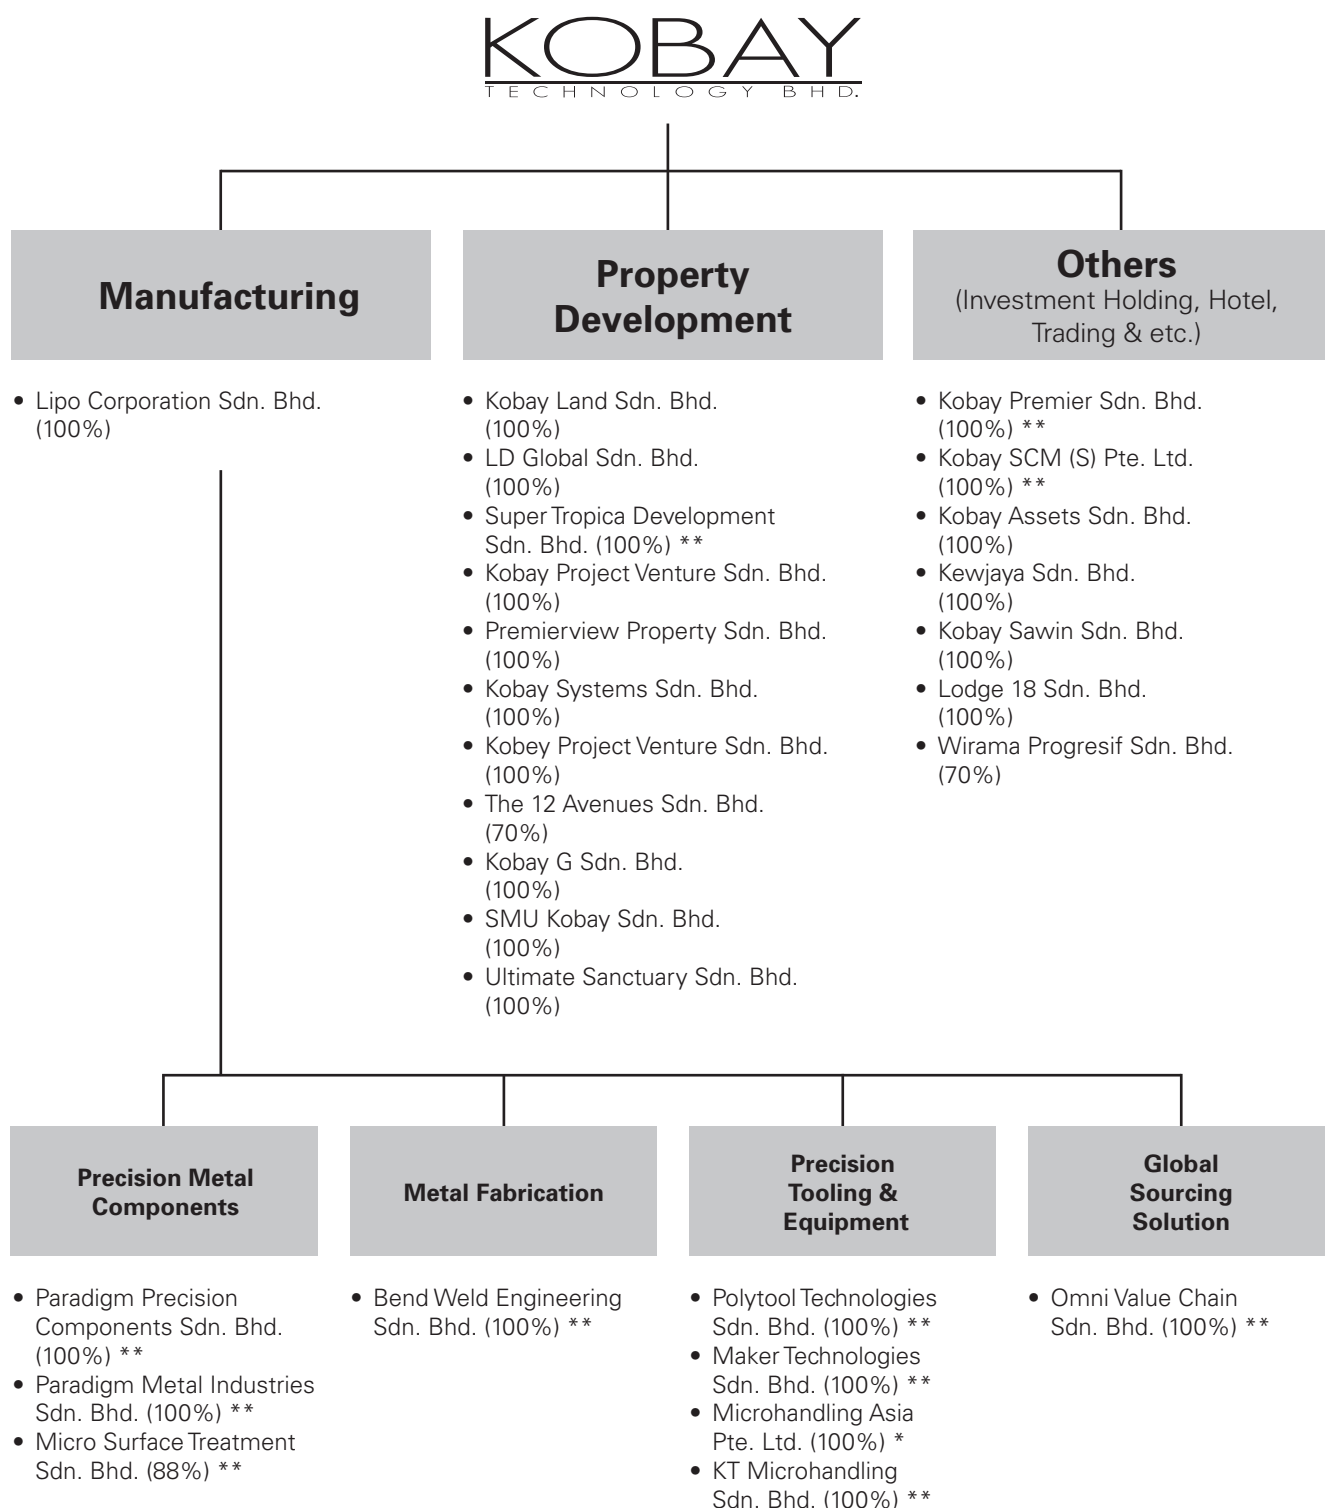 KOBAY
TECHNOLOGY BHD.
Manufacturing
Property
Development
Others
(Investment Holding, Hotel,
Trading & etc.)
• Lipo Corporation Sdn. Bhd.
(100%)
• Kobay Land Sdn. Bhd.
(100%)
• LD Global Sdn. Bhd.
(100%)
• Super Tropica Development
Sdn. Bhd. (100%) **
• Kobay Project Venture Sdn. Bhd.
(100%)
• Premierview Property Sdn. Bhd.
(100%)
• Kobay Systems Sdn. Bhd.
(100%)
• Kobey Project Venture Sdn. Bhd.
(100%)
• The 12 Avenues Sdn. Bhd.
(70%)
• Kobay G Sdn. Bhd.
(100%)
• SMU Kobay Sdn. Bhd.
(100%)
• Ultimate Sanctuary Sdn. Bhd.
(100%)
• Kobay Premier Sdn. Bhd.
(100%) **
• Kobay SCM (S) Pte. Ltd.
(100%) **
• Kobay Assets Sdn. Bhd.
(100%)
• Kewjaya Sdn. Bhd.
(100%)
• Kobay Sawin Sdn. Bhd.
(100%)
• Lodge 18 Sdn. Bhd.
(100%)
• Wirama Progresif Sdn. Bhd.
(70%)
Precision Metal
Components
Metal Fabrication
Precision
Tooling &
Equipment
Global
Sourcing
Solution
• Paradigm Precision
Components Sdn. Bhd.
(100%) **
• Paradigm Metal Industries
Sdn. Bhd. (100%) **
• Micro Surface Treatment
Sdn. Bhd. (88%) **
• Bend Weld Engineering
Sdn. Bhd. (100%) **
• Polytool Technologies
Sdn. Bhd. (100%) **
• Maker Technologies
Sdn. Bhd. (100%) **
• Microhandling Asia
Pte. Ltd. (100%) *
• KT Microhandling
Sdn. Bhd. (100%) **
• Omni Value Chain
Sdn. Bhd. (100%) **